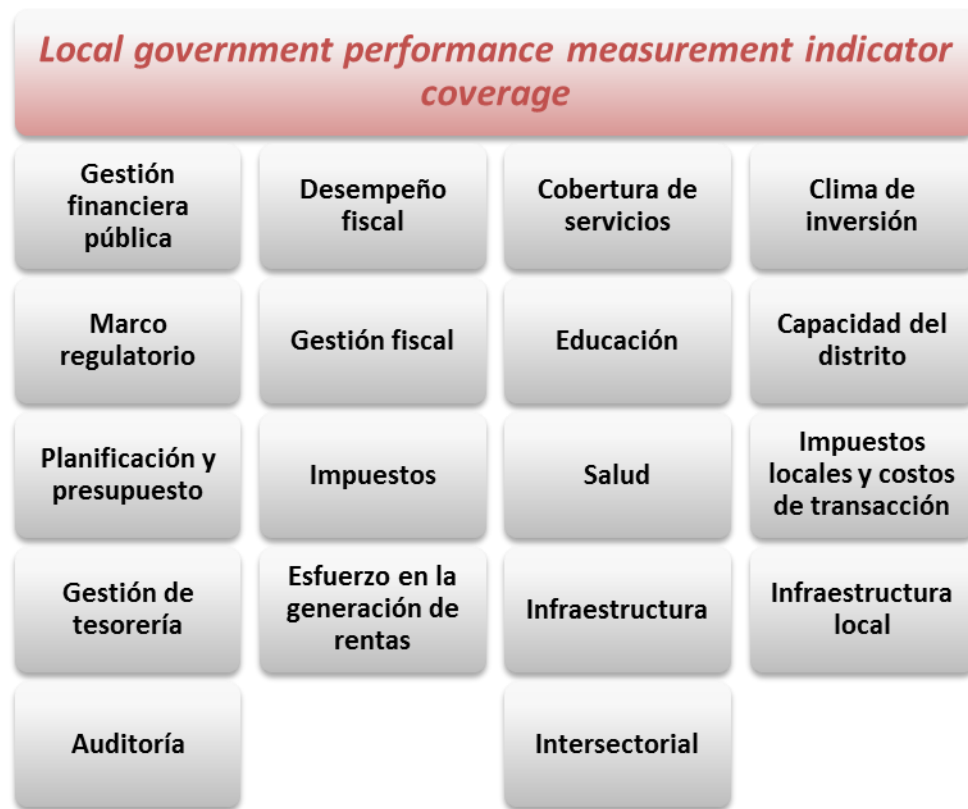 Local government performance measurement indicator
coverage
Gestión
financiera
pública
Desempeño
fiscal
Cobertura de
servicios
Clima de
inversión
Marco
regulatorio
Gestión fiscal
Educación
Capacidad del
distrito
Planificación y
presupuesto
Impuestos
Salud
Impuestos
locales y costos
de transacción
Gestión de
tesorería
Esfuerzo en la
generación de
rentas
Infraestructura
Infraestructura
local
Auditoría
Intersectorial